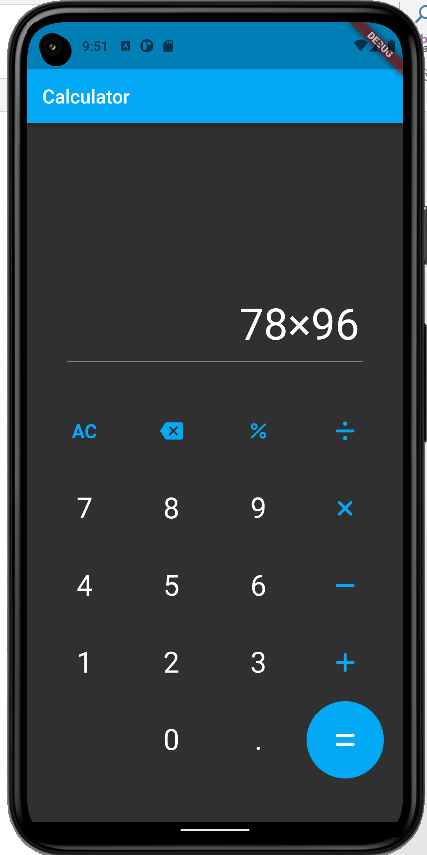 9:51
DEBUG
Calculator
78×96
AC % ÷
7 8 9 ×
4 5 6 −
1 2 3 +
0 . =